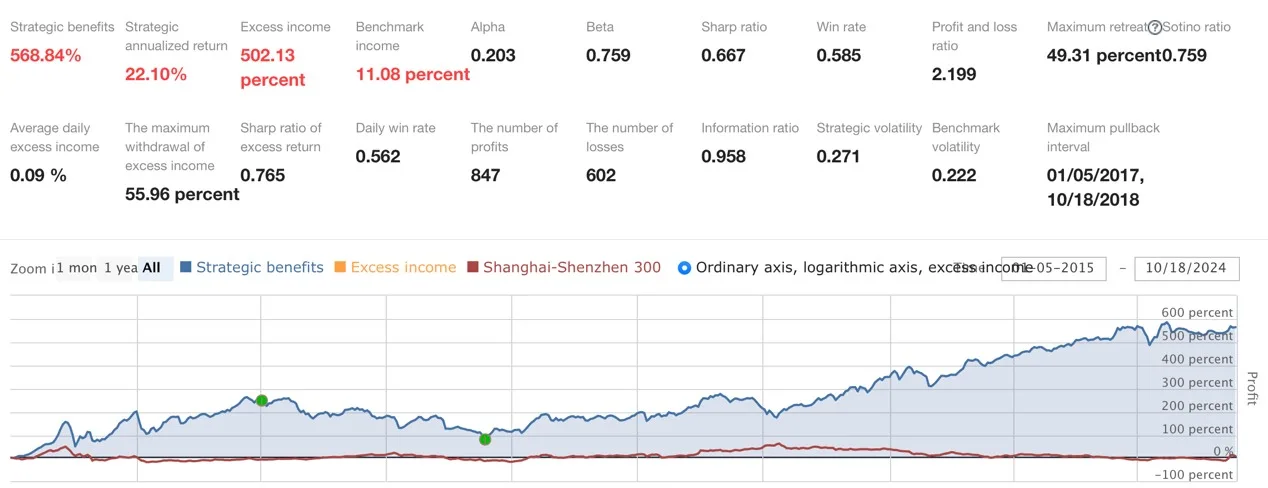 Strategic benefits
568.84%
Strategic
annualized return
22.10%
Excess income
502.13
percent
Benchmark
income
11.08 percent
Alpha
0.203
Beta
0.759
Sharp ratio
0.667
Win rate
0.585
Profit and loss
ratio
2.199
Maximum retreat?
49.31 percent
Sotino ratio
0.759
Average daily
excess income
0.09 %
The maximum
withdrawal of
excess income
55.96 percent
Sharp ratio of
excess return
0.765
Daily win rate
0.562
The number of
profits
847
The number of
losses
602
Information ratio
0.958
Strategic volatility
0.271
Benchmark
volatility
0.222
Maximum pullback
interval
01/05/2017,
10/18/2018
Zoom i 1 mon 1 yea All Strategic benefits Excess income Shanghai-Shenzhen 300 Ordinary axis, logarithmic axis, excess income Time 01-05-2015 – 10/18/2024
600 percent
500 percent
400 percent
300 percent
200 percent
100 percent
0 %
-100 percent
Profit